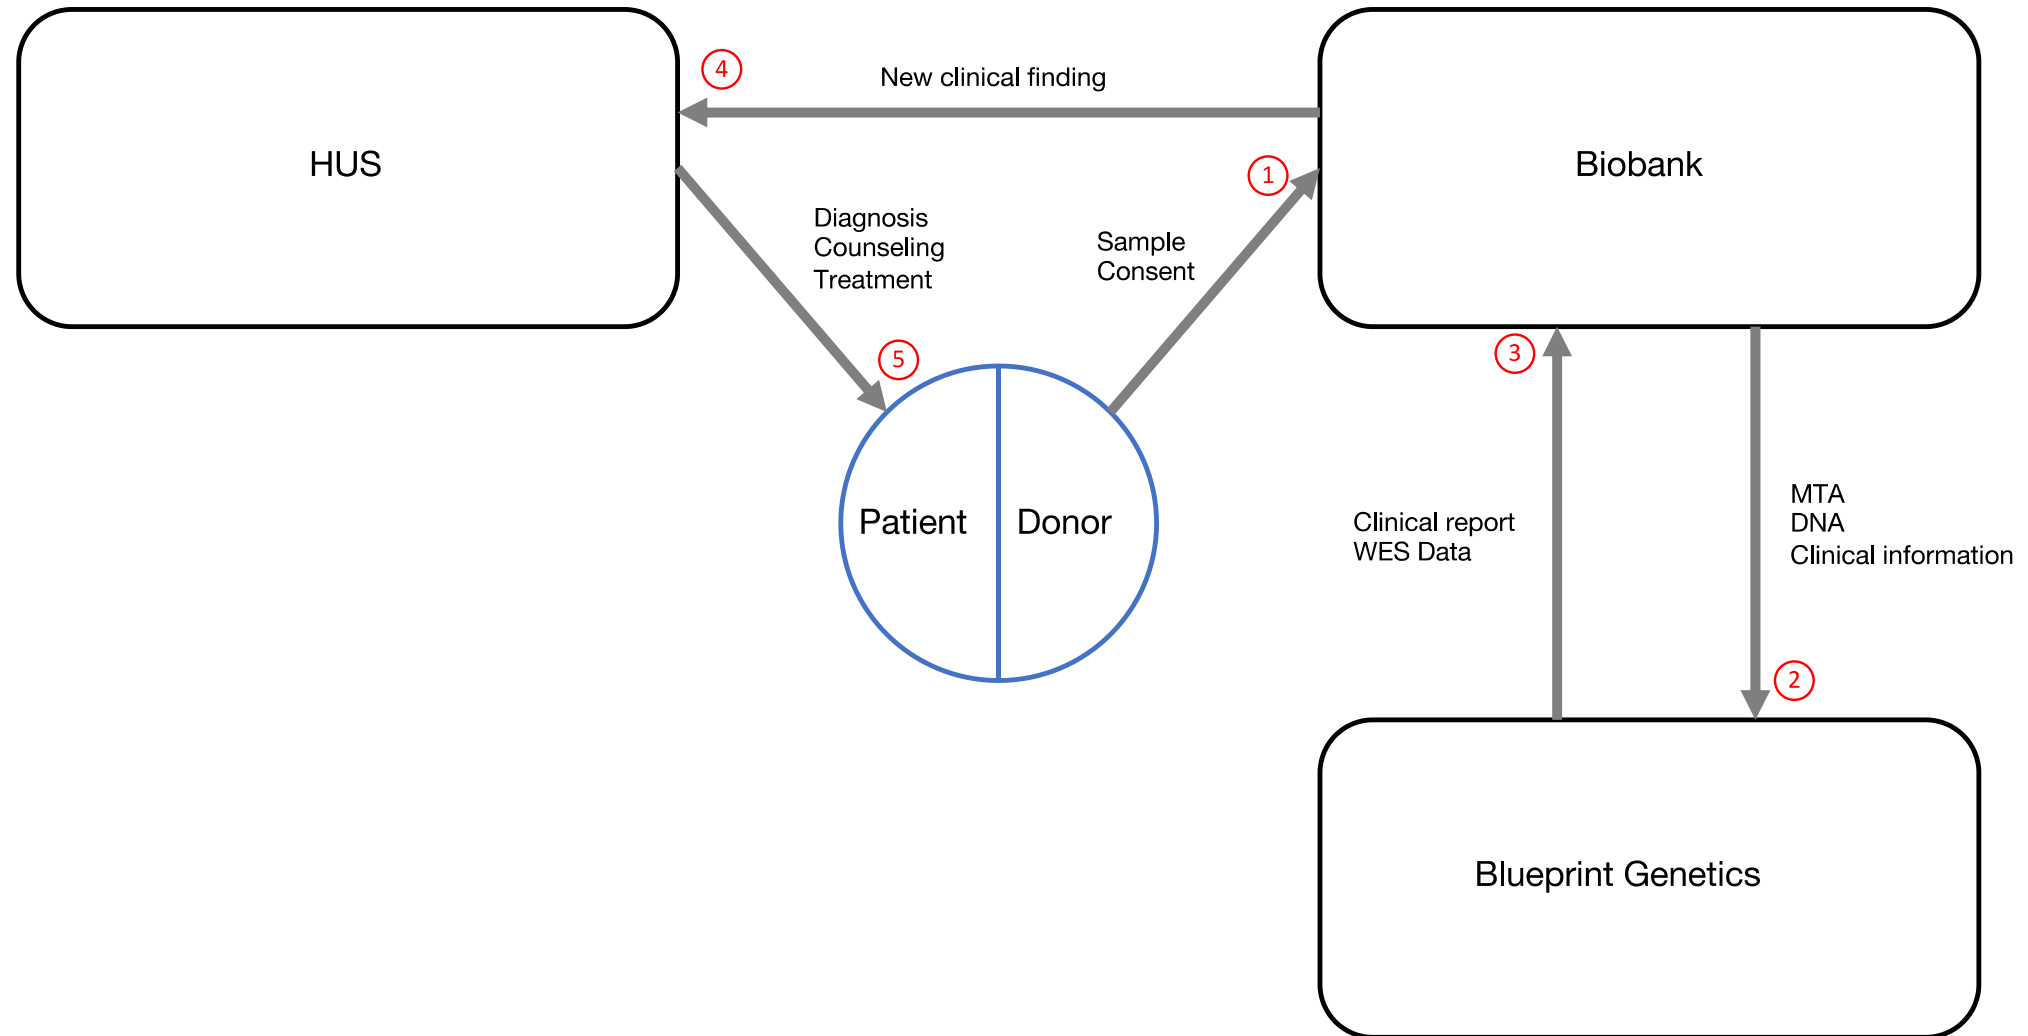 4
New clinical finding
HUS
1
Biobank
Diagnosis
Counseling
Treatment
Sample
Consent
5
3
Patient
Donor
Clinical report
WES Data
MTA
DNA
Clinical information
2
Blueprint Genetics